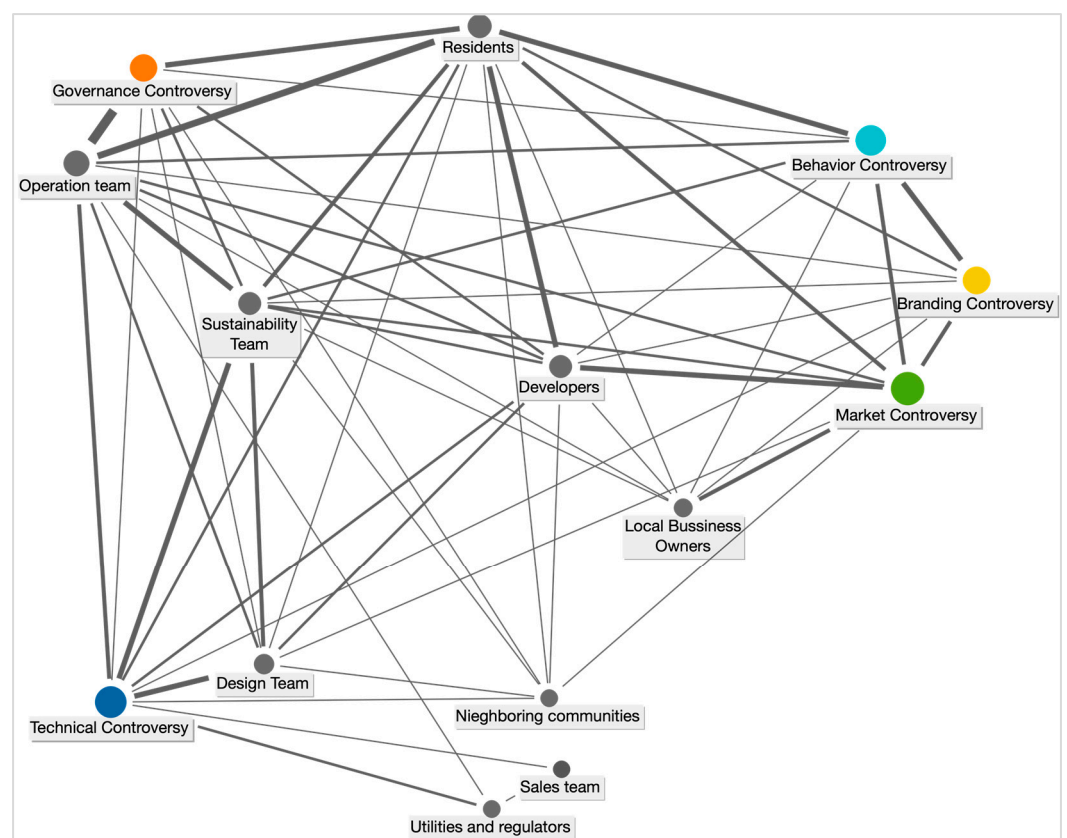 Residents
Governance Controversy
Behavior Controversy
Operation team
Branding Controversy
Sustainability
Team
Developers
Market Controversy
Local Bussiness
Owners
Design Team
Nieghboring communities
Technical Controversy
Sales team
Utilities and regulators